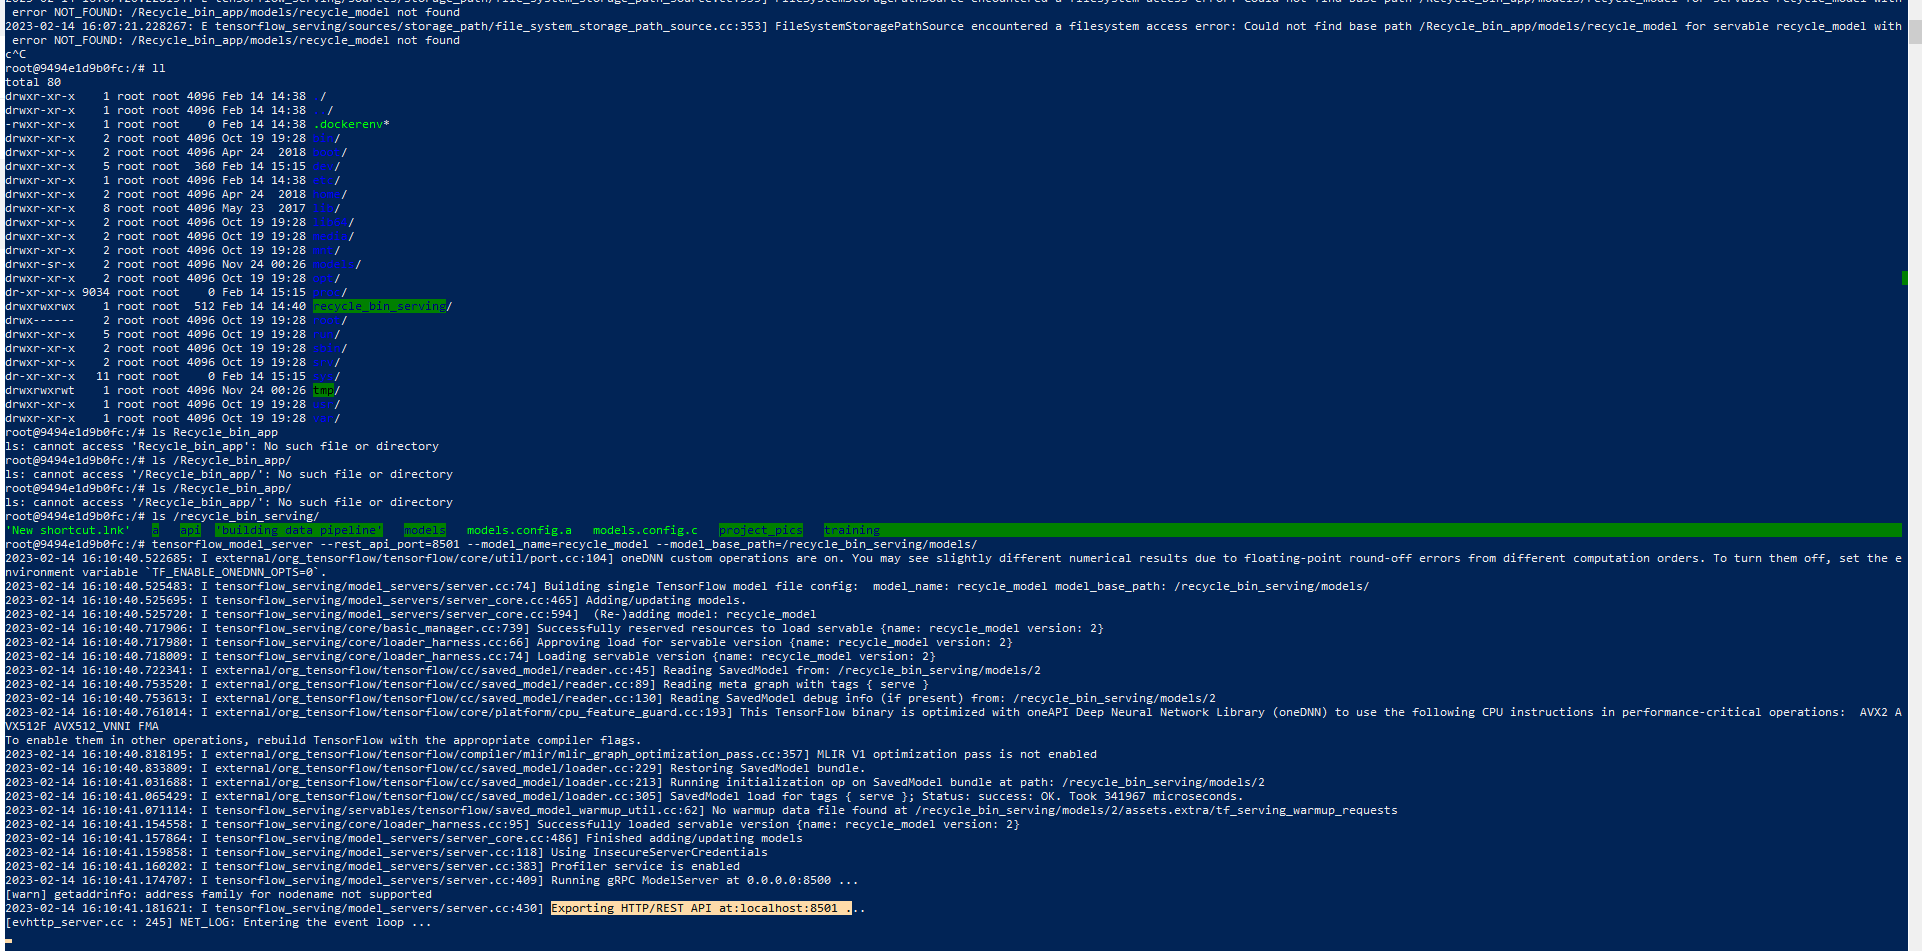 error NOT_FOUND: /Recycle_bin_app/models/recycle_model not found
2023-02-14 16:07:21.228267: E tensorflow_serving/sources/storage_path/file_system_storage_path_source.cc:353] FileSystemStoragePathSource encountered a filesystem access error: Could not find base path /Recycle_bin_app/models/recycle_model for servable recycle_model with
error NOT_FOUND: /Recycle_bin_app/models/recycle_model not found
c^C
root@9494e1d9b0fc:/# ll
total 80
drwxr-xr-x    1 root root 4096 Feb 14 14:38  /
drwxr-xr-x    1 root root 4096 Feb 14 14:38   /
-rwxr-xr-x    1 root root    0 Feb 14 14:38 .dockerenv*
drwxr-xr-x    2 root root 4096 Oct 19 19:28 bin/
drwxr-xr-x    2 root root 4096 Apr 24  2018 boot/
drwxr-xr-x    5 root root  360 Feb 14 15:15 dev/
drwxr-xr-x    1 root root 4096 Feb 14 14:38 etc/
drwxr-xr-x    2 root root 4096 Apr 24  2018 home/
drwxr-xr-x    8 root root 4096 May 23  2017 lib/
drwxr-xr-x    2 root root 4096 Oct 19 19:28 lib64/
drwxr-xr-x    2 root root 4096 Oct 19 19:28 media/
drwxr-xr-x    2 root root 4096 Oct 19 19:28 mnt/
drwxr-sr-x    2 root root 4096 Nov 24 00:26 models/
drwxr-xr-x    2 root root 4096 Oct 19 19:28 opt/
dr-xr-xr-x 9034 root root    0 Feb 14 15:15 proc/
drwxrwxrwx    1 root root  512 Feb 14 14:40 recycle_bin_serving/
drwx------    2 root root 4096 Oct 19 19:28 root/
drwxr-xr-x    5 root root 4096 Oct 19 19:28 run/
drwxr-xr-x    2 root root 4096 Oct 19 19:28 sbin/
drwxr-xr-x    2 root root 4096 Oct 19 19:28 srv/
dr-xr-xr-x   11 root root    0 Feb 14 15:15 sys/
drwxrwxrwt    1 root root 4096 Nov 24 00:26 tmp/
drwxr-xr-x    1 root root 4096 Oct 19 19:28 usr/
drwxr-xr-x    1 root root 4096 Oct 19 19:28 var/
root@9494e1d9b0fc:/# ls Recycle_bin_app
ls: cannot access 'Recycle_bin_app': No such file or directory
root@9494e1d9b0fc:/# ls /Recycle_bin_app/
ls: cannot access '/Recycle_bin_app/': No such file or directory
root@9494e1d9b0fc:/# ls /Recycle_bin_app/
ls: cannot access '/Recycle_bin_app/': No such file or directory
root@9494e1d9b0fc:/# ls /recycle_bin_serving/
'New shortcut.lnk'   a   api  'building data pipeline'   models   models.config.a   models.config.c   project_pics   training
root@9494e1d9b0fc:/# tensorflow_model_server --rest_api_port=8501 --model_name=recycle_model --model_base_path=/recycle_bin_serving/models/
2023-02-14 16:10:40.522685: I external/org_tensorflow/tensorflow/core/util/port.cc:104] oneDNN custom operations are on. You may see slightly different numerical results due to floating-point round-off errors from different computation orders. To turn them off, set the e
nvironment variable `TF_ENABLE_ONEDNN_OPTS=0`.
2023-02-14 16:10:40.525483: I tensorflow_serving/model_servers/server.cc:74] Building single TensorFlow model file config:  model_name: recycle_model model_base_path: /recycle_bin_serving/models/
2023-02-14 16:10:40.525695: I tensorflow_serving/model_servers/server_core.cc:465] Adding/updating models.
2023-02-14 16:10:40.525720: I tensorflow_serving/model_servers/server_core.cc:594]  (Re-)adding model: recycle_model
2023-02-14 16:10:40.717906: I tensorflow_serving/core/basic_manager.cc:739] Successfully reserved resources to load servable {name: recycle_model version: 2}
2023-02-14 16:10:40.717980: I tensorflow_serving/core/loader_harness.cc:66] Approving load for servable version {name: recycle_model version: 2}
2023-02-14 16:10:40.718009: I tensorflow_serving/core/loader_harness.cc:74] Loading servable version {name: recycle_model version: 2}
2023-02-14 16:10:40.722341: I external/org_tensorflow/tensorflow/cc/saved_model/reader.cc:45] Reading SavedModel from: /recycle_bin_serving/models/2
2023-02-14 16:10:40.753520: I external/org_tensorflow/tensorflow/cc/saved_model/reader.cc:89] Reading meta graph with tags { serve }
2023-02-14 16:10:40.753613: I external/org_tensorflow/tensorflow/cc/saved_model/reader.cc:130] Reading SavedModel debug info (if present) from: /recycle_bin_serving/models/2
2023-02-14 16:10:40.761014: I external/org_tensorflow/tensorflow/core/platform/cpu_feature_guard.cc:193] This TensorFlow binary is optimized with oneAPI Deep Neural Network Library (oneDNN) to use the following CPU instructions in performance-critical operations:  AVX2 A
VX512F AVX512_VNNI FMA
To enable them in other operations, rebuild TensorFlow with the appropriate compiler flags.
2023-02-14 16:10:40.818195: I external/org_tensorflow/tensorflow/compiler/mlir/mlir_graph_optimization_pass.cc:357] MLIR V1 optimization pass is not enabled
2023-02-14 16:10:40.833809: I external/org_tensorflow/tensorflow/cc/saved_model/loader.cc:229] Restoring SavedModel bundle.
2023-02-14 16:10:41.031688: I external/org_tensorflow/tensorflow/cc/saved_model/loader.cc:213] Running initialization op on SavedModel bundle at path: /recycle_bin_serving/models/2
2023-02-14 16:10:41.065429: I external/org_tensorflow/tensorflow/cc/saved_model/loader.cc:305] SavedModel load for tags { serve }; Status: success: OK. Took 341967 microseconds.
2023-02-14 16:10:41.071114: I tensorflow_serving/servables/tensorflow/saved_model_warmup_util.cc:62] No warmup data file found at /recycle_bin_serving/models/2/assets.extra/tf_serving_warmup_requests
2023-02-14 16:10:41.154558: I tensorflow_serving/core/loader_harness.cc:95] Successfully loaded servable version {name: recycle_model version: 2}
2023-02-14 16:10:41.157864: I tensorflow_serving/model_servers/server_core.cc:486] Finished adding/updating models
2023-02-14 16:10:41.159858: I tensorflow_serving/model_servers/server.cc:118] Using InsecureServerCredentials
2023-02-14 16:10:41.160202: I tensorflow_serving/model_servers/server.cc:383] Profiler service is enabled
2023-02-14 16:10:41.174707: I tensorflow_serving/model_servers/server.cc:409] Running gRPC ModelServer at 0.0.0.0:8500 ...
[warn] getaddrinfo: address family for nodename not supported
2023-02-14 16:10:41.181621: I tensorflow_serving/model_servers/server.cc:430] Exporting HTTP/REST API at:localhost:8501 ...
[evhttp_server.cc : 245] NET_LOG: Entering the event loop ...